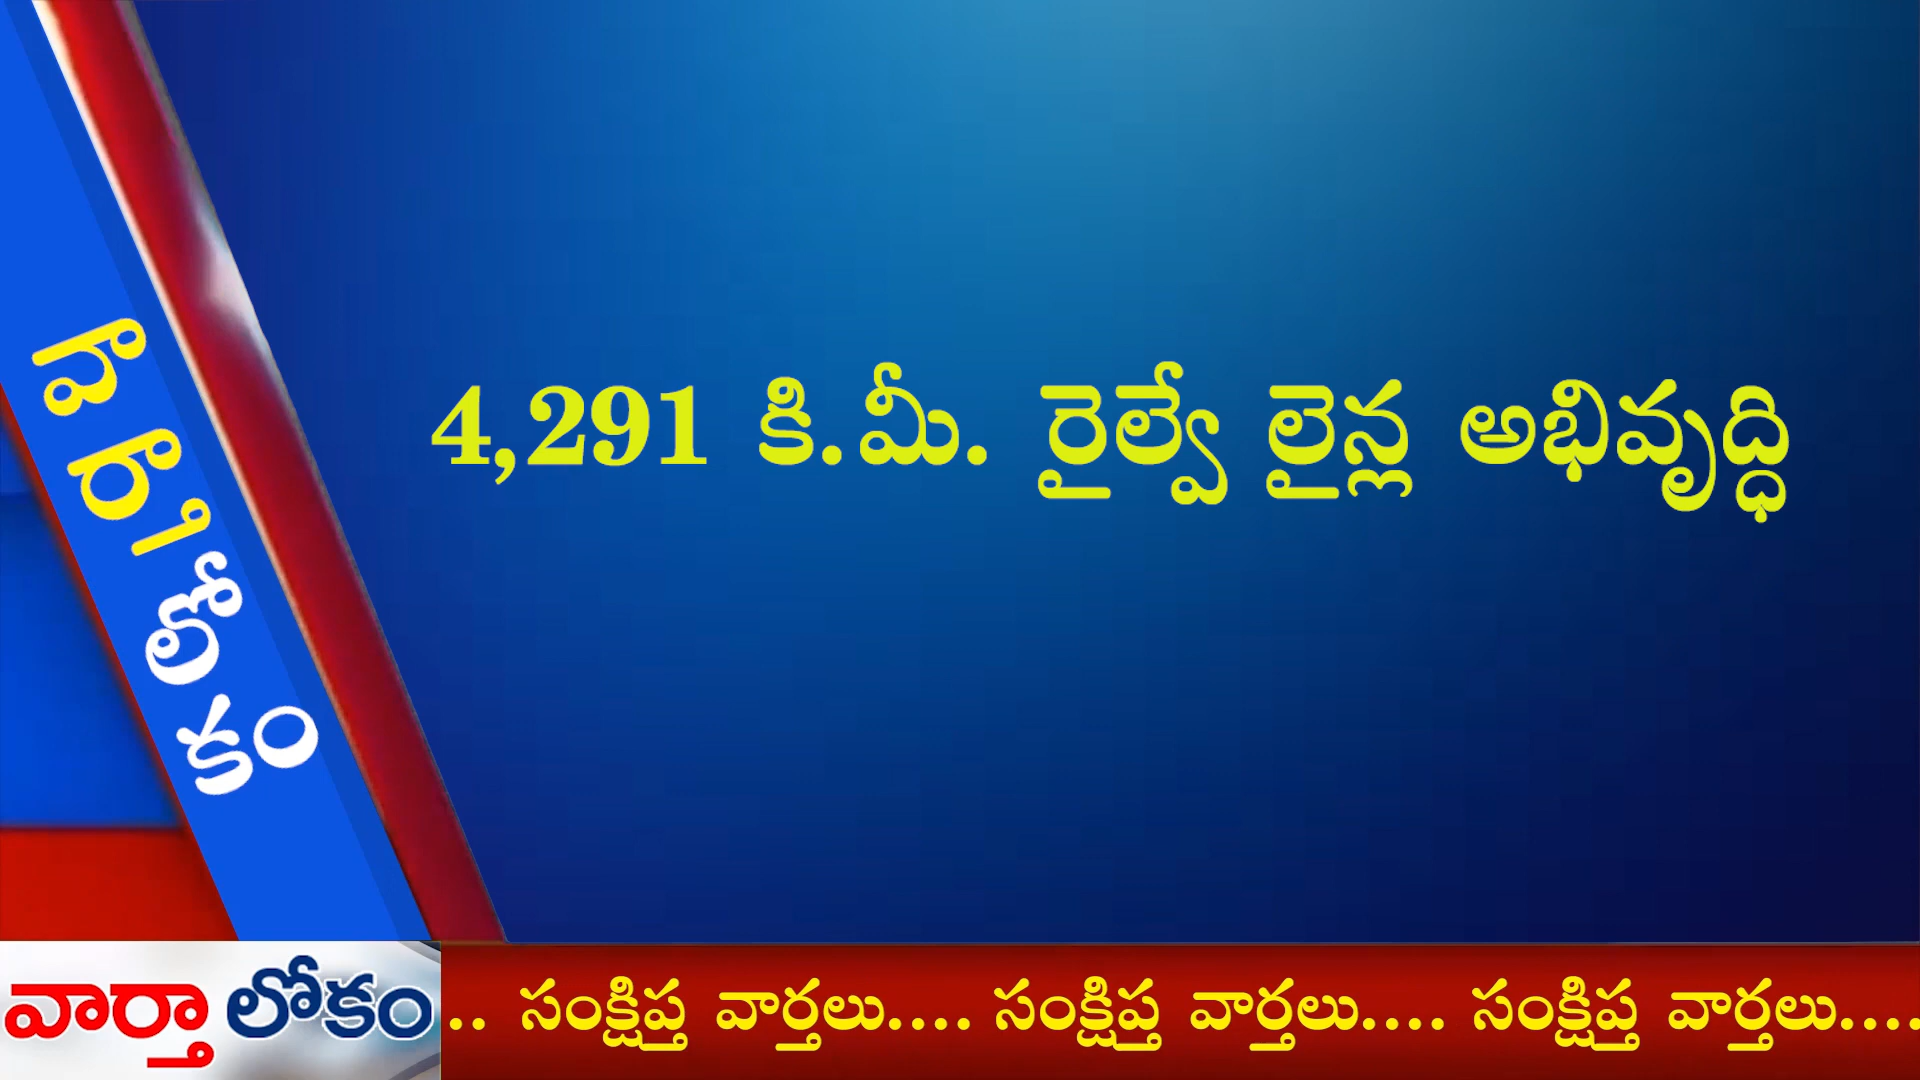 4,291 కి.మీ. రైల్వే లైన్ల అభివృద్ధి
వార్తాలోకం
వార్తా లోకం
.. సంక్షిప్త వార్తలు.... సంక్షిప్త వార్తలు.... సంక్షిప్త వార్తలు....